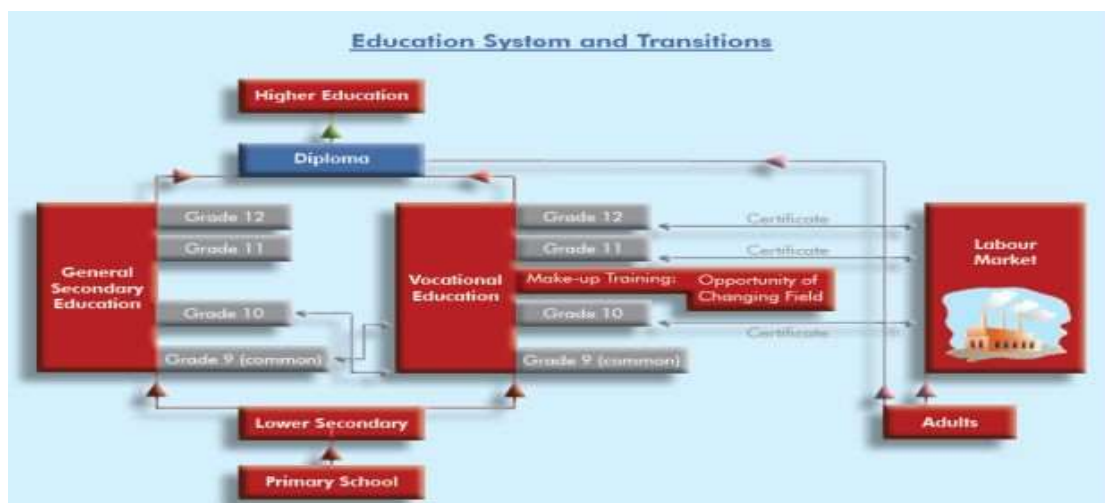 Education System and Transitions
Higher Education
Diploma
General
Secondary
Education
Grade 12
Grade 11
Grade 10
Grade 9 (common)
Vocational
Education
Grade 12
Grade 11
Make-up Training:
Opportunity of
Changing Field
Grade 10
Grade 9 (common)
Certificate
Certificate
Certificate
Labour
Market
Lower Secondary
Adults
Primary School